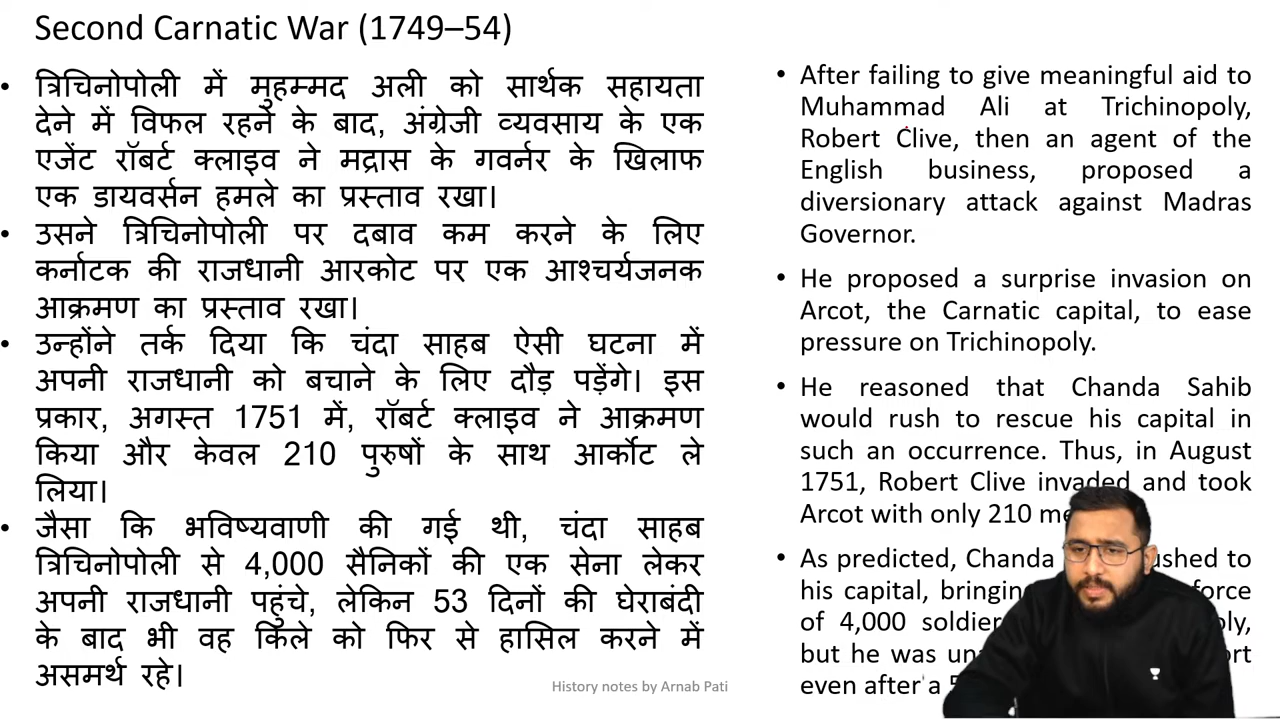 Second Carnatic War (1749–54)
• त्रिचिनोपोली में मुहम्मद अली को सार्थक सहायता
देने में विफल रहने के बाद, अंग्रेजी व्यवसाय के एक
एजेंट रॉबर्ट क्लाइव ने मद्रास के गवर्नर के खिलाफ
एक डायवर्सन हमले का प्रस्ताव रखा।
• उसने त्रिचिनोपोली पर दबाव कम करने के लिए
कर्नाटक की राजधानी आरकोट पर एक आश्चर्यजनक
आक्रमण का प्रस्ताव रखा।
• उन्होंने तर्क दिया कि चंदा साहब ऐसी घटना में
अपनी राजधानी को बचाने के लिए दौड़ पड़ेंगे। इस
प्रकार, अगस्त 1751 में, रॉबर्ट क्लाइव ने आक्रमण
किया और केवल 210 पुरुषों के साथ आर्कोट ले
लिया।
• जैसा कि भविष्यवाणी की गई थी, चंदा साहब
त्रिचिनोपोली से 4,000 सैनिकों की एक सेना लेकर
अपनी राजधानी पहुंचे, लेकिन 53 दिनों की घेराबंदी
के बाद भी वह किले को फिर से हासिल करने में
असमर्थ रहे।
• After failing to give meaningful aid to
Muhammad Ali at Trichinopoly,
Robert Clive, then an agent of the
English business, proposed a
diversionary attack against Madras
Governor.
• He proposed a surprise invasion on
Arcot, the Carnatic capital, to ease
pressure on Trichinopoly.
• He reasoned that Chanda Sahib
would rush to rescue his capital in
such an occurrence. Thus, in August
1751, Robert Clive invaded and took
Arcot with only 210
• As predicted, Chanda to
his capital, force
of 4,000
but he was
even after a
History notes by Arnab Pati